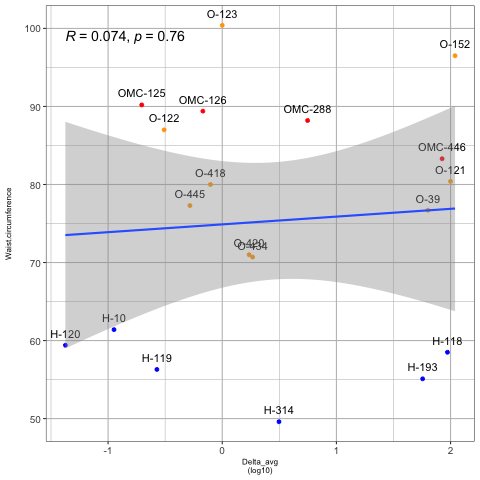 O-123
R = 0.074, p = 0.76
O-152
OMC-125
OMC-126
OMC-288
O-122
OMC-446
O-418
O-121
O-445
O-39
O-420
O-434
H-10
H-120
H-118
H-119
H-193
H-314
100
90
80
70
60
50
Waist.circumference
-1 0 1 2
Delta_avg
(log10)